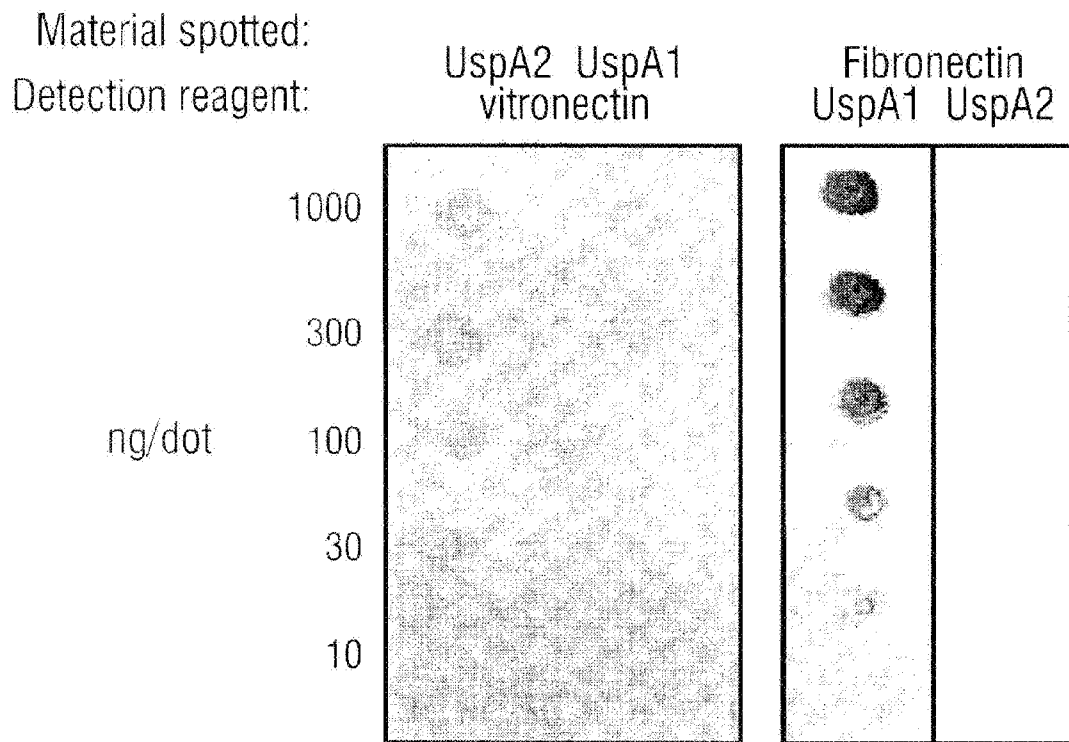 Material spotted:
UspA2 UspA1
Fibronectin
Detection reagent:
vitronectin
UspA1 UspA2
1000
300
ng/dot 100
30
10